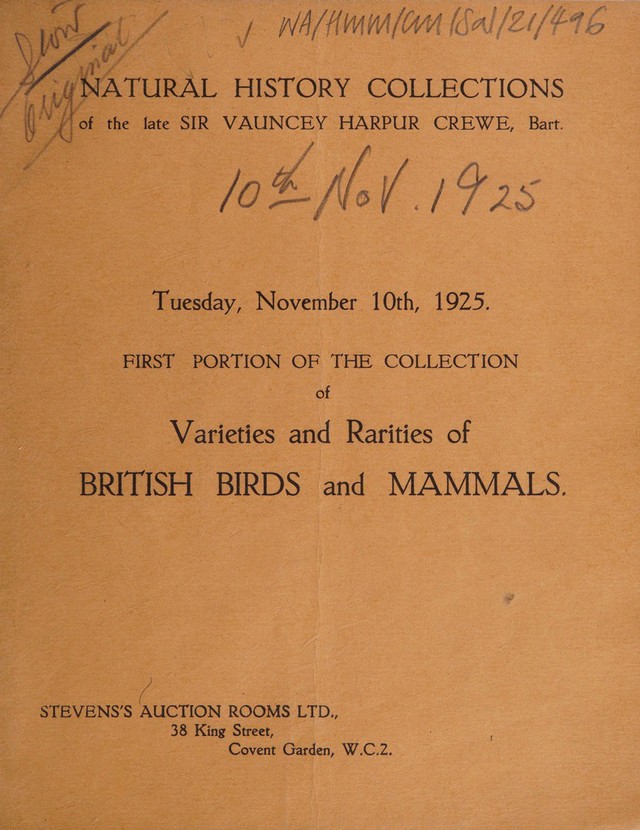 WA/HMM/CM/Sal/21/496
Original
NATURAL HISTORY COLLECTIONS
of the late SIR VAUNCEY HARPUR CREWE, Bart.
10th Nov. 1925
Tuesday, November 10th, 1925.
FIRST PORTION OF THE COLLECTION
of
Varieties and Rarities of
BRITISH BIRDS and MAMMALS.
STEVENS'S AUCTION ROOMS LTD.,
38 King Street,
Covent Garden, W.C.2.